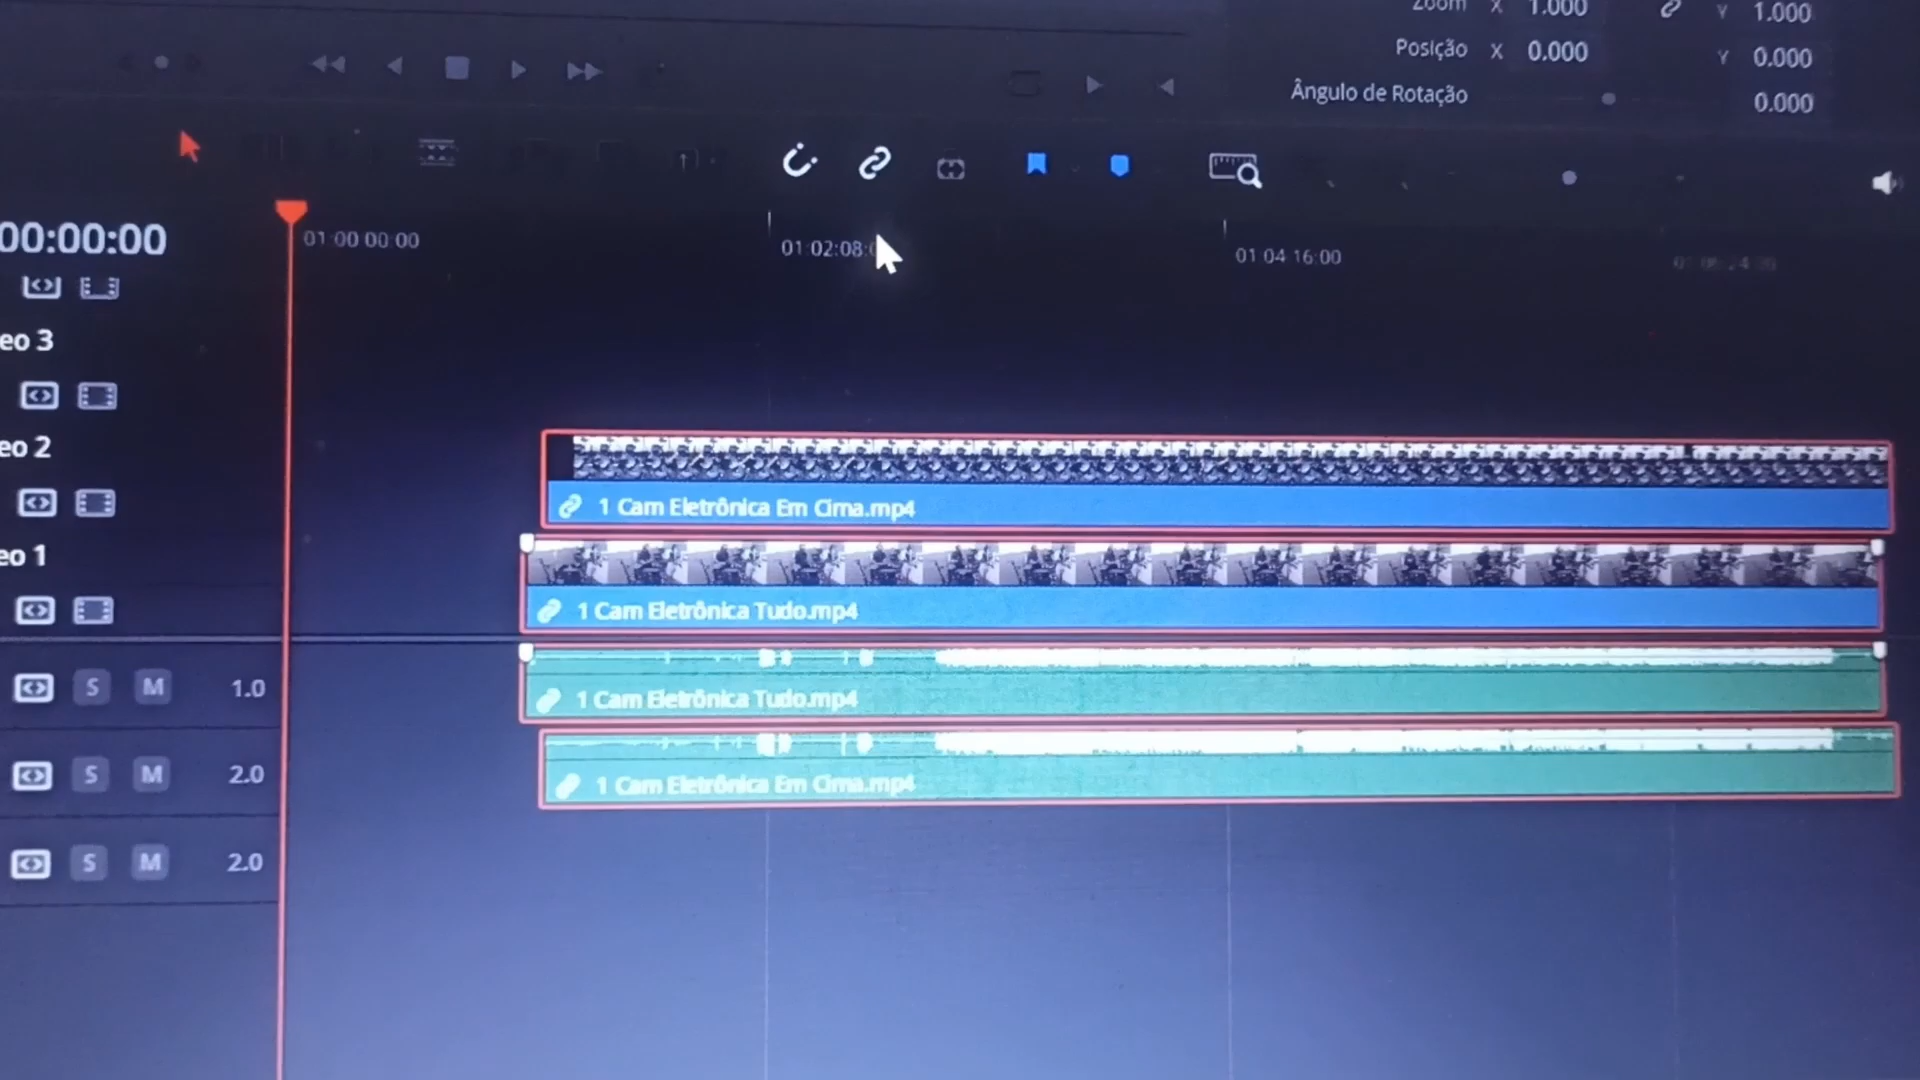 Zoom X 1.000 Y 1.000
Posição X 0.000 Y 0.000
Ângulo de Rotação 0.000
00:00:00
01:00:00:00
01:02:08:
01:04:16:00
eo 3
eo 2
1 Cam Eletrônica Em Cima.mp4
eo 1
1 Cam Eletrônica Tudo.mp4
S M 1.0
1 Cam Eletrônica Tudo.mp4
S M 2.0
1 Cam Eletrônica Em Cima.mp4
S M 2.0